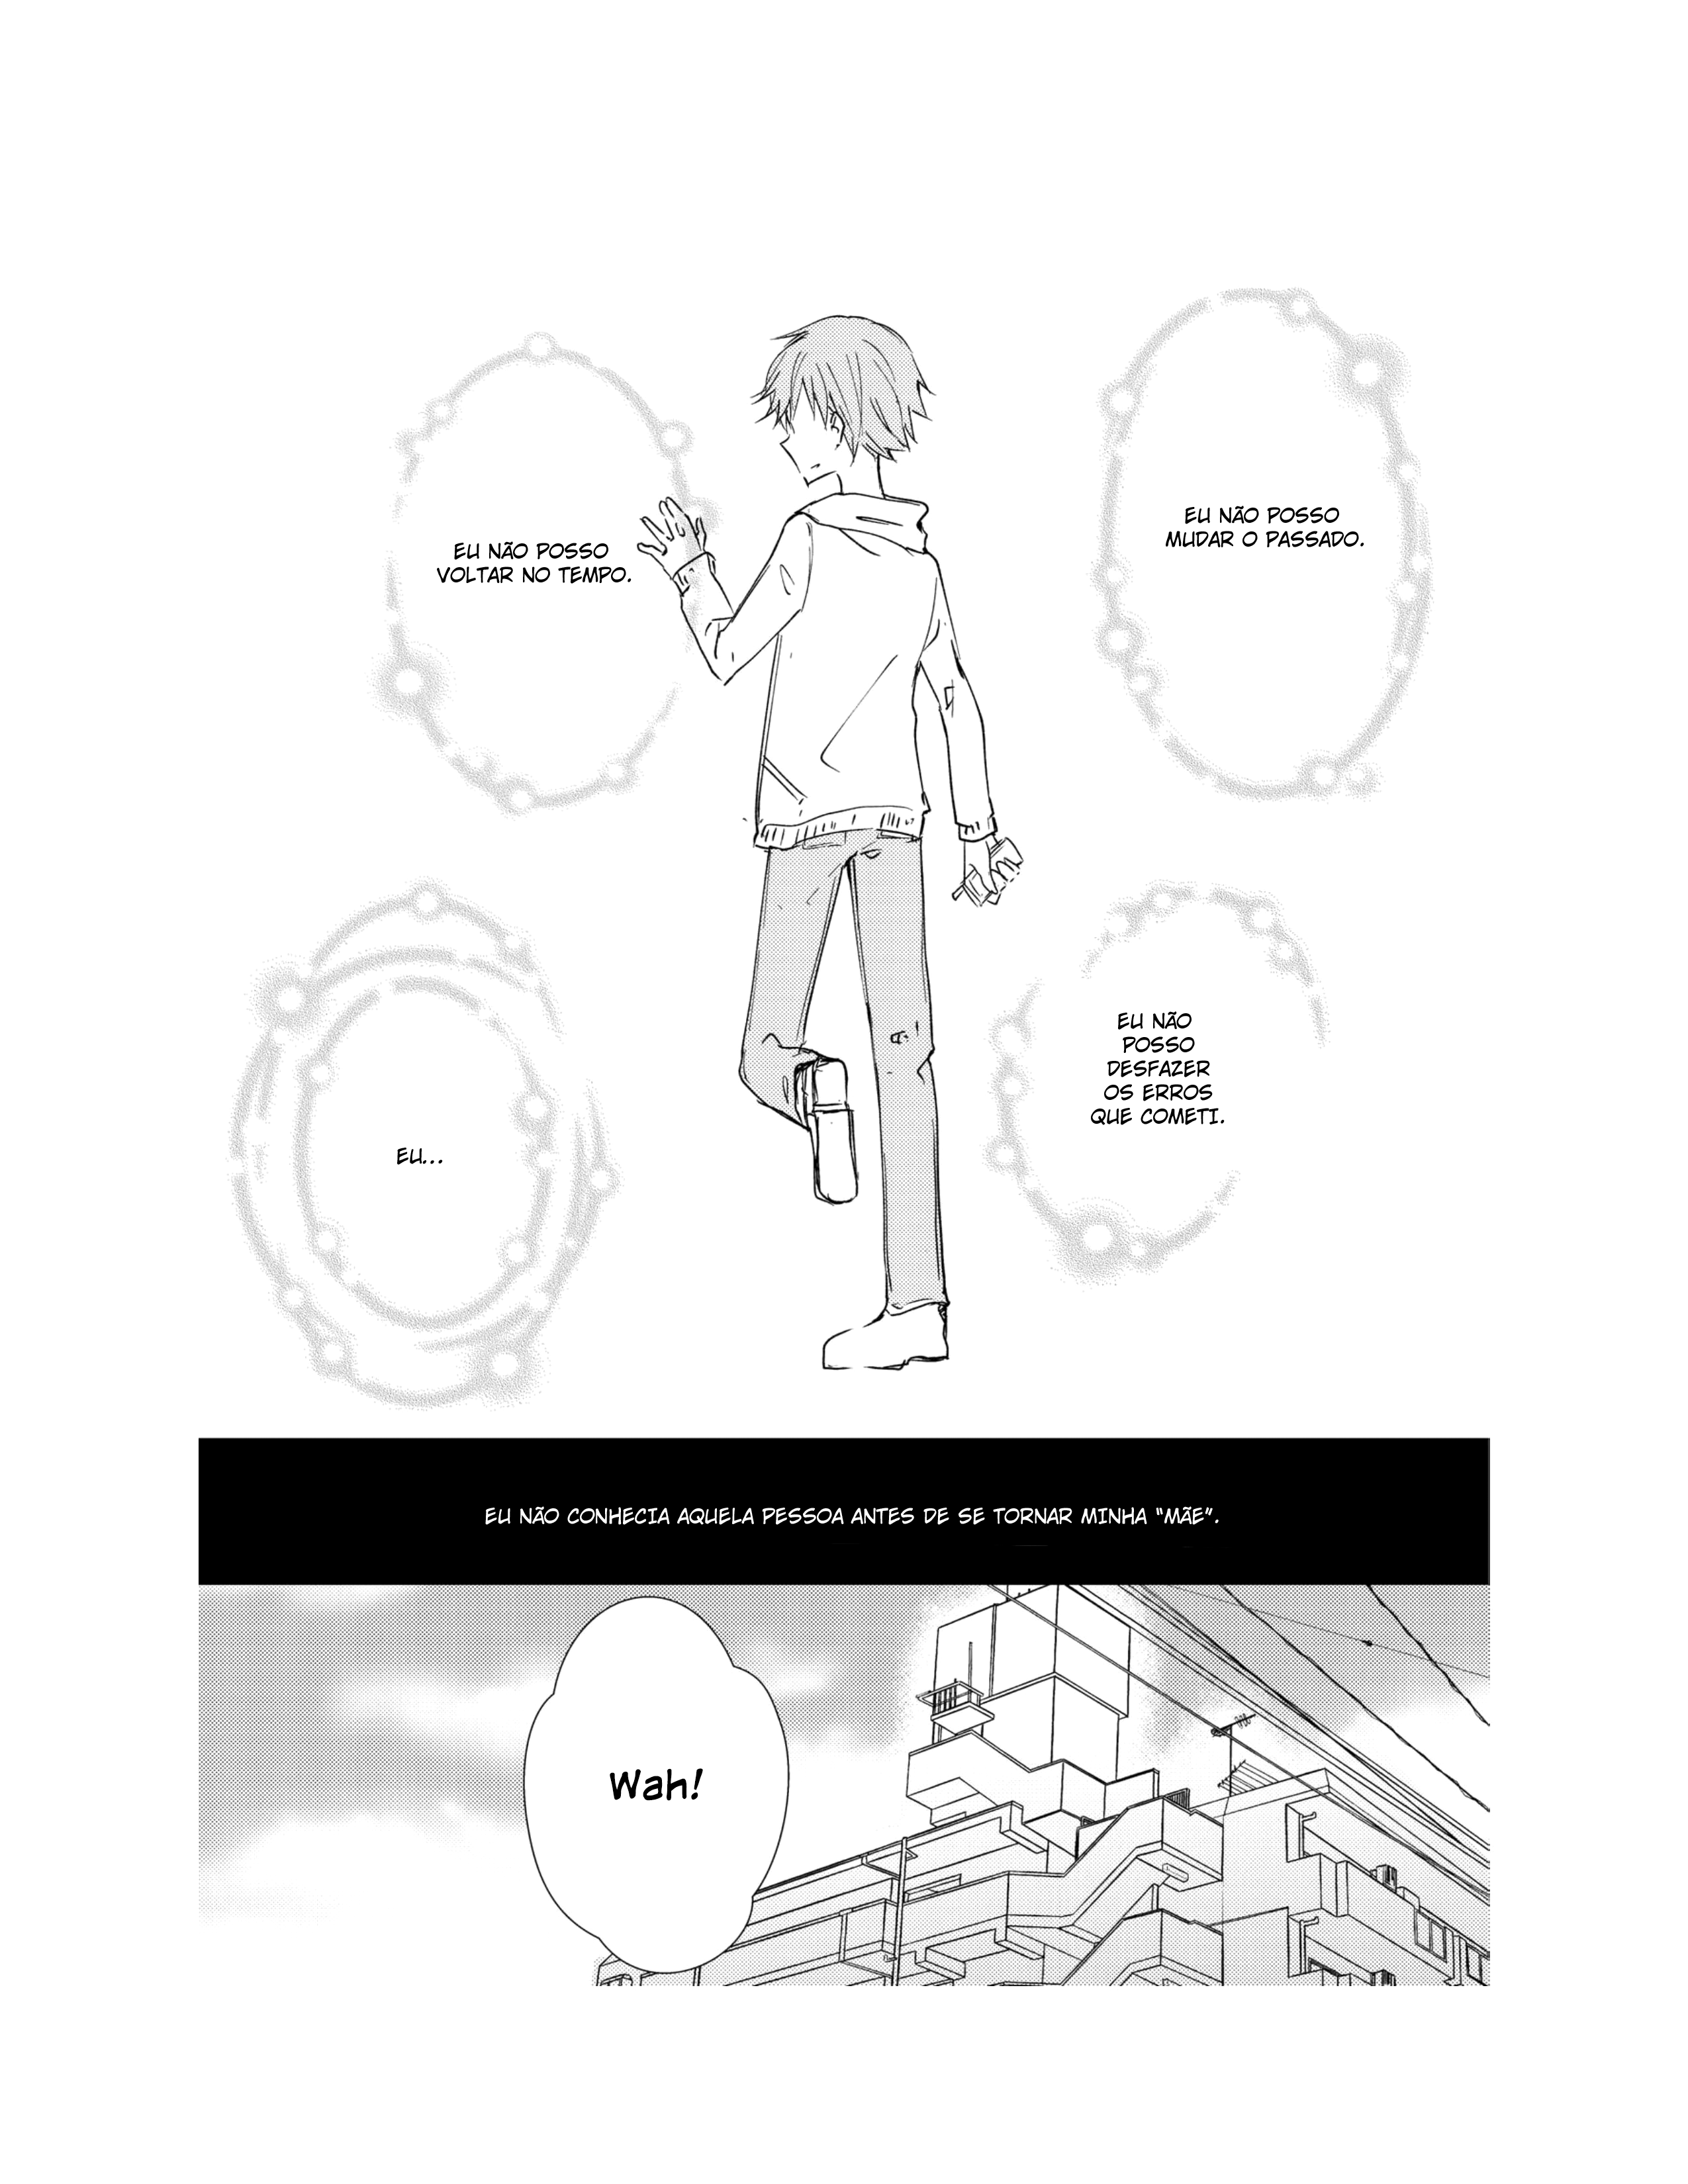 EU NÃO POSSO
MUDAR O PASSADO.
EU NÃO POSSO
VOLTAR NO TEMPO.
EU NÃO
POSSO
DESFAZER
OS ERROS
QUE COMETI.
EU...
EU NÃO CONHECIA AQUELA PESSOA ANTES DE SE TORNAR MINHA "MÃE".
Wah!